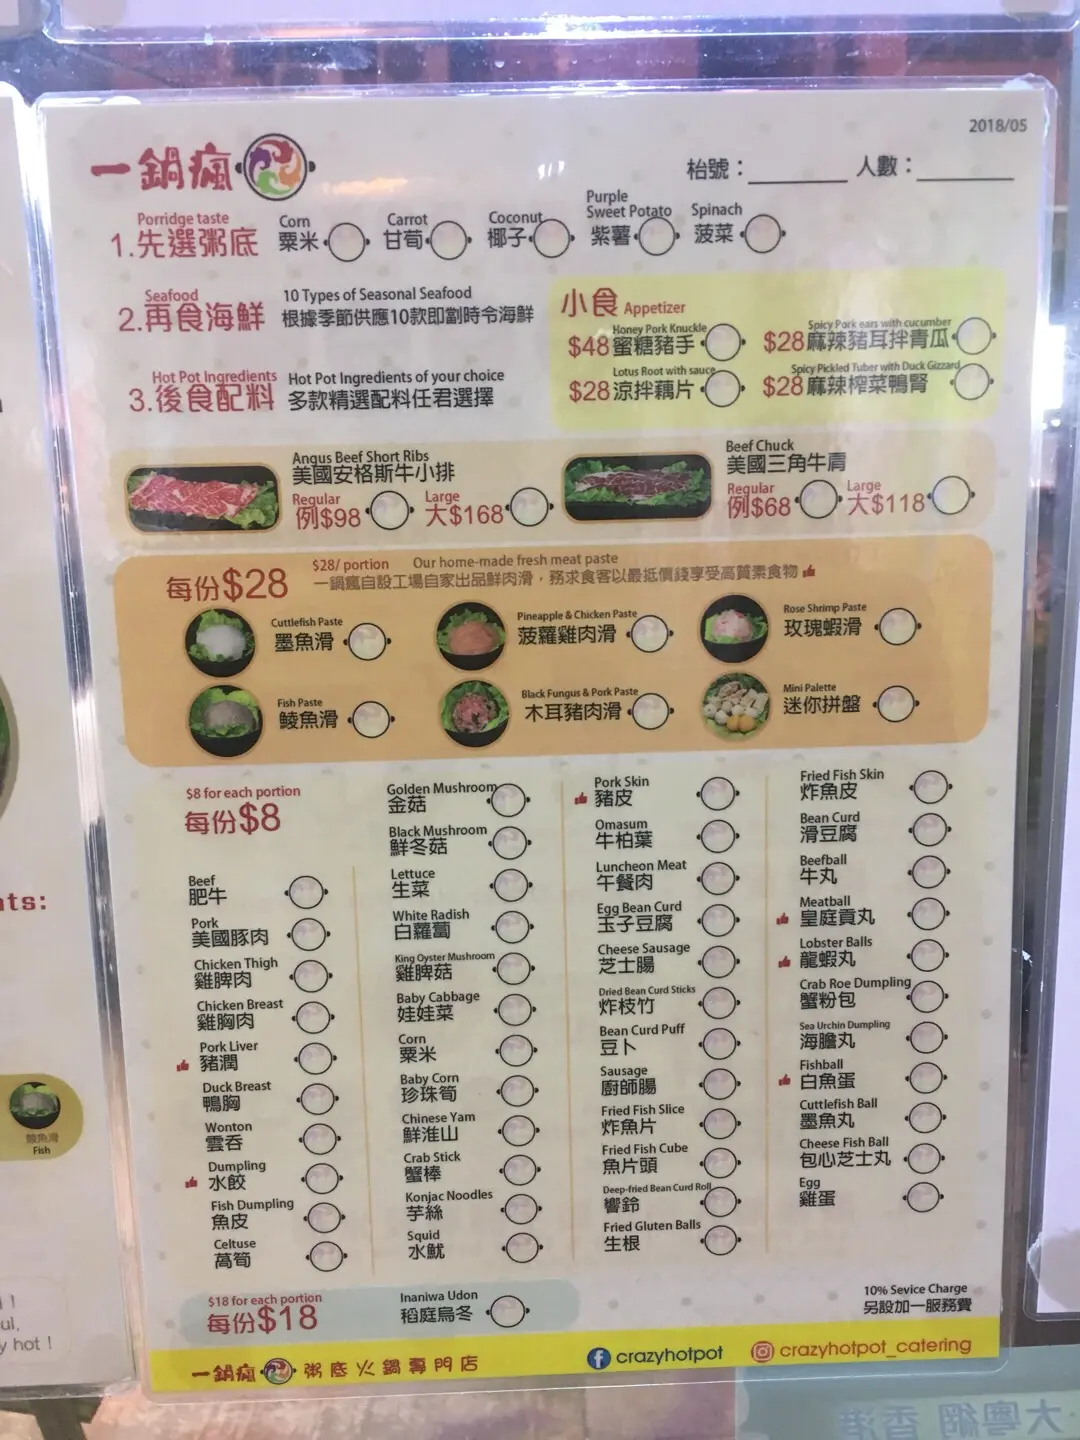 2018/05
一鍋瘋
枱號：
人數：
Porridge taste
1.先選粥底
Corn
粟米
Carrot
甘荀
Coconut
椰子
Purple
Sweet Potato
紫薯
Spinach
菠菜
Seafood
2.再食海鮮
10 Types of Seasonal Seafood
根據季節供應10款即劏時令海鮮
Hot Pot Ingredients
3.後食配料
Hot Pot Ingredients of your choice
多款精選配料任君選擇
小食 Appetizer
Honey Pork Knuckle
$48蜜糖豬手
Spicy Pork ears with cucumber
$28麻辣豬耳拌青瓜
Lotus Root with sauce
$28涼拌藕片
Spicy Pickled Tuber with Duck Gizzard
$28麻辣榨菜鴨腎
Angus Beef Short Ribs
美國安格斯牛小排
Regular
例$98
Large
大$168
Beef Chuck
美國三角牛肩
Regular
例$68
Large
大$118
每份$28
$28/ portion
Our home-made fresh meat paste
一鍋瘋自設工場自家出品鮮肉滑，務求食客以最抵價錢享受高質素食物
Cuttlefish Paste
墨魚滑
Pineapple & Chicken Paste
菠蘿雞肉滑
Rose Shrimp Paste
玫瑰蝦滑
Fish Paste
鯪魚滑
Black Fungus & Pork Paste
木耳豬肉滑
Mini Palette
迷你拼盤
$8 for each portion
每份$8
Beef
肥牛
Pork
美國豚肉
Chicken Thigh
雞脾肉
Chicken Breast
雞胸肉
Pork Liver
豬潤
Duck Breast
鴨胸
Wonton
雲吞
Dumpling
水餃
Fish Dumpling
魚皮
Celtuse
萵筍
Golden Mushroom
金菇
Black Mushroom
鮮冬菇
Lettuce
生菜
White Radish
白蘿蔔
King Oyster Mushroom
雞脾菇
Baby Cabbage
娃娃菜
Corn
粟米
Baby Corn
珍珠筍
Chinese Yam
鮮淮山
Crab Stick
蟹棒
Konjac Noodles
芋絲
Squid
水魷
Pork Skin
豬皮
Omasum
牛柏葉
Luncheon Meat
午餐肉
Egg Bean Curd
玉子豆腐
Cheese Sausage
芝士腸
Dried Bean Curd Sticks
炸枝竹
Bean Curd Puff
豆卜
Sausage
廚師腸
Fried Fish Slice
炸魚片
Fried Fish Cube
魚片頭
Deep-fried Bean Curd Roll
響鈴
Fried Gluten Balls
生根
Fried Fish Skin
炸魚皮
Bean Curd
滑豆腐
Beefball
牛丸
Meatball
皇庭貢丸
Lobster Balls
龍蝦丸
Crab Roe Dumpling
蟹粉包
Sea Urchin Dumpling
海膽丸
Fishball
白魚蛋
Cuttlefish Ball
墨魚丸
Cheese Fish Ball
包心芝士丸
Egg
雞蛋
$18 for each portion
每份$18
Inaniwa Udon
稻庭烏冬
10% Sevice Charge
另設加一服務費
一鍋瘋 粥底火鍋專門店
crazyhotpot
crazyhotpot_catering
nts:
鯪魚滑
Fish
ul,
y hot !
大粵網 香港